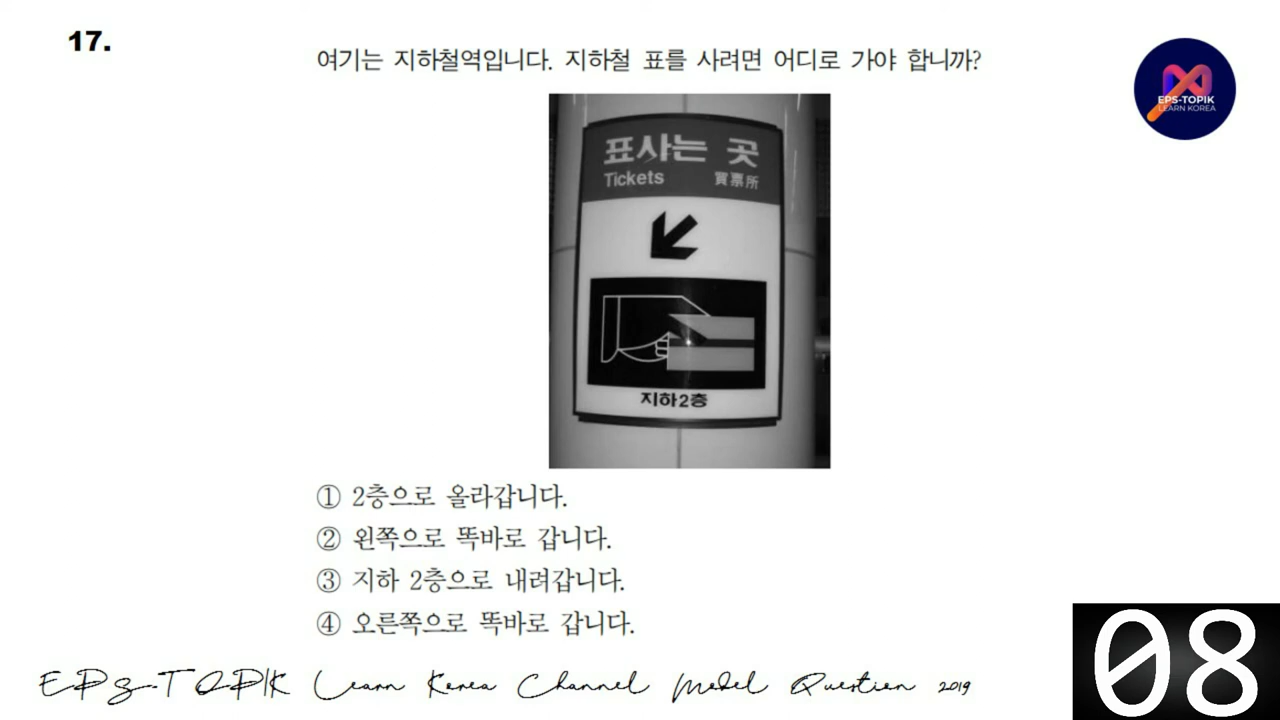 17.
여기는 지하철역입니다. 지하철 표를 사려면 어디로 가야 합니까?
EPS-TOPIK
LEARN KOREA
표사는 곳
Tickets 買票所
지하2층
① 2층으로 올라갑니다.
② 왼쪽으로 똑바로 갑니다.
③ 지하 2층으로 내려갑니다.
④ 오른쪽으로 똑바로 갑니다.
EPS-TOPIK Learn Korea Channel Model Question 2019
08